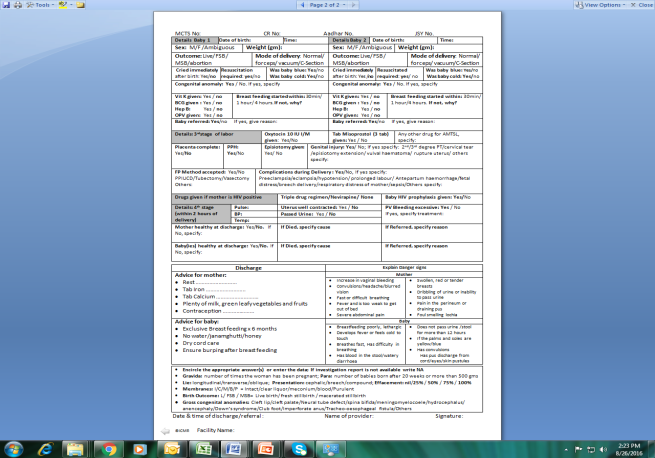 Tools
Page 2 of 2
View Options
Close
MCTS No: CR No: Aadhar No. JSY No.
Details Baby 1 Date of birth: Time: Details Baby 2 Date of birth: Time:
Sex: M/F/Ambiguous Weight (gm): Sex: M/F/Ambiguous Weight (gm):
Outcome: Live/FSB/ Mode of delivery: Normal/ Outcome: Live/FSB/ Mode of delivery: Normal/
MSB/abortion forceps/vacuum/C-Section MSB/abortion forceps/vacuum/C-Section
Cried immediately Resuscitation Was baby blue: Yes/no Cried immediately Resuscitated Was baby blue: Yes/No
after birth: Yes/no required: yes/no Was baby cold: Yes/no after birth: Yes/no required: yes/no Was baby cold: Yes/No
Congenital anomaly: Yes / No. If yes, specify Congenital anomaly: Yes / No. If yes, specify
Vit K given: Yes / no Breast feeding started within: 30min/ Vit K given: Yes / No Breast feeding started within: 30min/
BCG given: Yes / no 1 hour/4 hours. If not, why? BCG given: Yes / No 1 hour/4 hours. If not, why?
Hep B: Yes / no Hep B: Yes / No
OPV given: Yes / no OPV given: Yes / No
Baby referred: Yes/no If yes, give reason: Baby referred: Yes/No If yes, give reason:
Details: 3rd stage of labor Oxytocin 10 IU I/M Tab Misoprostol (3 tab) Any other drug for AMTSL,
given: Yes/No given: Yes / No specify:
Placenta complete: PPH: Episiotomy given: Genital injury: Yes/ No; if yes specify: 2nd/3rd degree PT/cervical tear
Yes/No Yes/ No Yes/ No /episiotomy extension/ vulval haematoma/ rupture uterus/ others
specify:
FP Method accepted: Yes/No Complications during Delivery: Yes/No, if yes specify:
PPIUCD/Tubectomy/Vasectomy Preeclampsia/eclampsia/hypotension/ prolonged labour/ Antepartum haemorrhage/fetal
Others distress/breech delivery/respiratory distress of mother/sepsis/Others specify:
Drugs given if mother is HIV positive Triple drug regimen/Nevirapine/ None Baby HIV prophylaxis given: Yes/No
Details: 4th stage Pulse: Uterus well contracted: Yes / No PV Bleeding excessive: Yes / No
(within 2 hours of BP: Passed Urine: Yes / No If yes, specify treatment:
delivery) Temp:
Mother healthy at discharge: Yes/No. If If Died, specify cause If Referred, specify reason
No, specify:
Baby(ies) healthy at discharge: Yes/No. If If Died, specify cause If Referred, specify reason
No, specify:
Discharge Explain Danger signs
Advice for mother: Mother
• Rest
• Tab Iron
• Tab Calcium
• Plenty of milk, green leafy vegetables and fruits
• Contraception
• Increase in vaginal bleeding
• Convulsions/headache/blurred
vision
• Fast or difficult breathing
• Fever and is too weak to get
out of bed
• Severe abdominal pain
• Swollen, red or tender
breasts
• Dribbling of urine or inability
to pass urine
• Pain in the perineum or
draining pus
• Foul smelling lochia
Advice for baby: Baby
• Exclusive Breast feeding x 6 months
• No water/janamghutti/honey
• Dry cord care
• Ensure burping after breast feeding
• Breastfeeding poorly, lethargic
• Develops fever or feels cold to
touch
• Breathes fast, Has difficulty in
breathing
• Has blood in the stool/watery
diarrhoea
• Does not pass urine /stool
for more than 12/24 hours
• If the palms and soles are
yellow/blue
• Has convulsions
Has pus discharge from
cord/eyes/skin pustules
• Encircle the appropriate answer(s) or enter the date; If investigation report is not available write NA
• Gravida: number of times the woman has been pregnant; Para: number of babies born after 20 weeks or more than 500 gms
• Lie: longitudinal/transverse/oblique; Presentation: cephalic/breech/compound; Effacement: nil/25% / 50% / 75% / 100%
• Membranes: I/C/M/B/P = Intact/clear liquor/meconium/blood/Purulent
• Birth Outcome: L/ FSB / MSB= Live birth/ fresh stillbirth / macerated stillbirth
• Gross congenital anomalies: Cleft lip/cleft palate/Neural tube defect/spina bifida/meningomyelocele/hydrocephalus/
anencephaly/Down'ssyndrome/Club foot/Imperforate anus/Tracheo-oesophageal fistula/Others
Date & time of discharge/referral: Name of provider: Signature:
Facility Name:
2:23 PM
8/26/2016